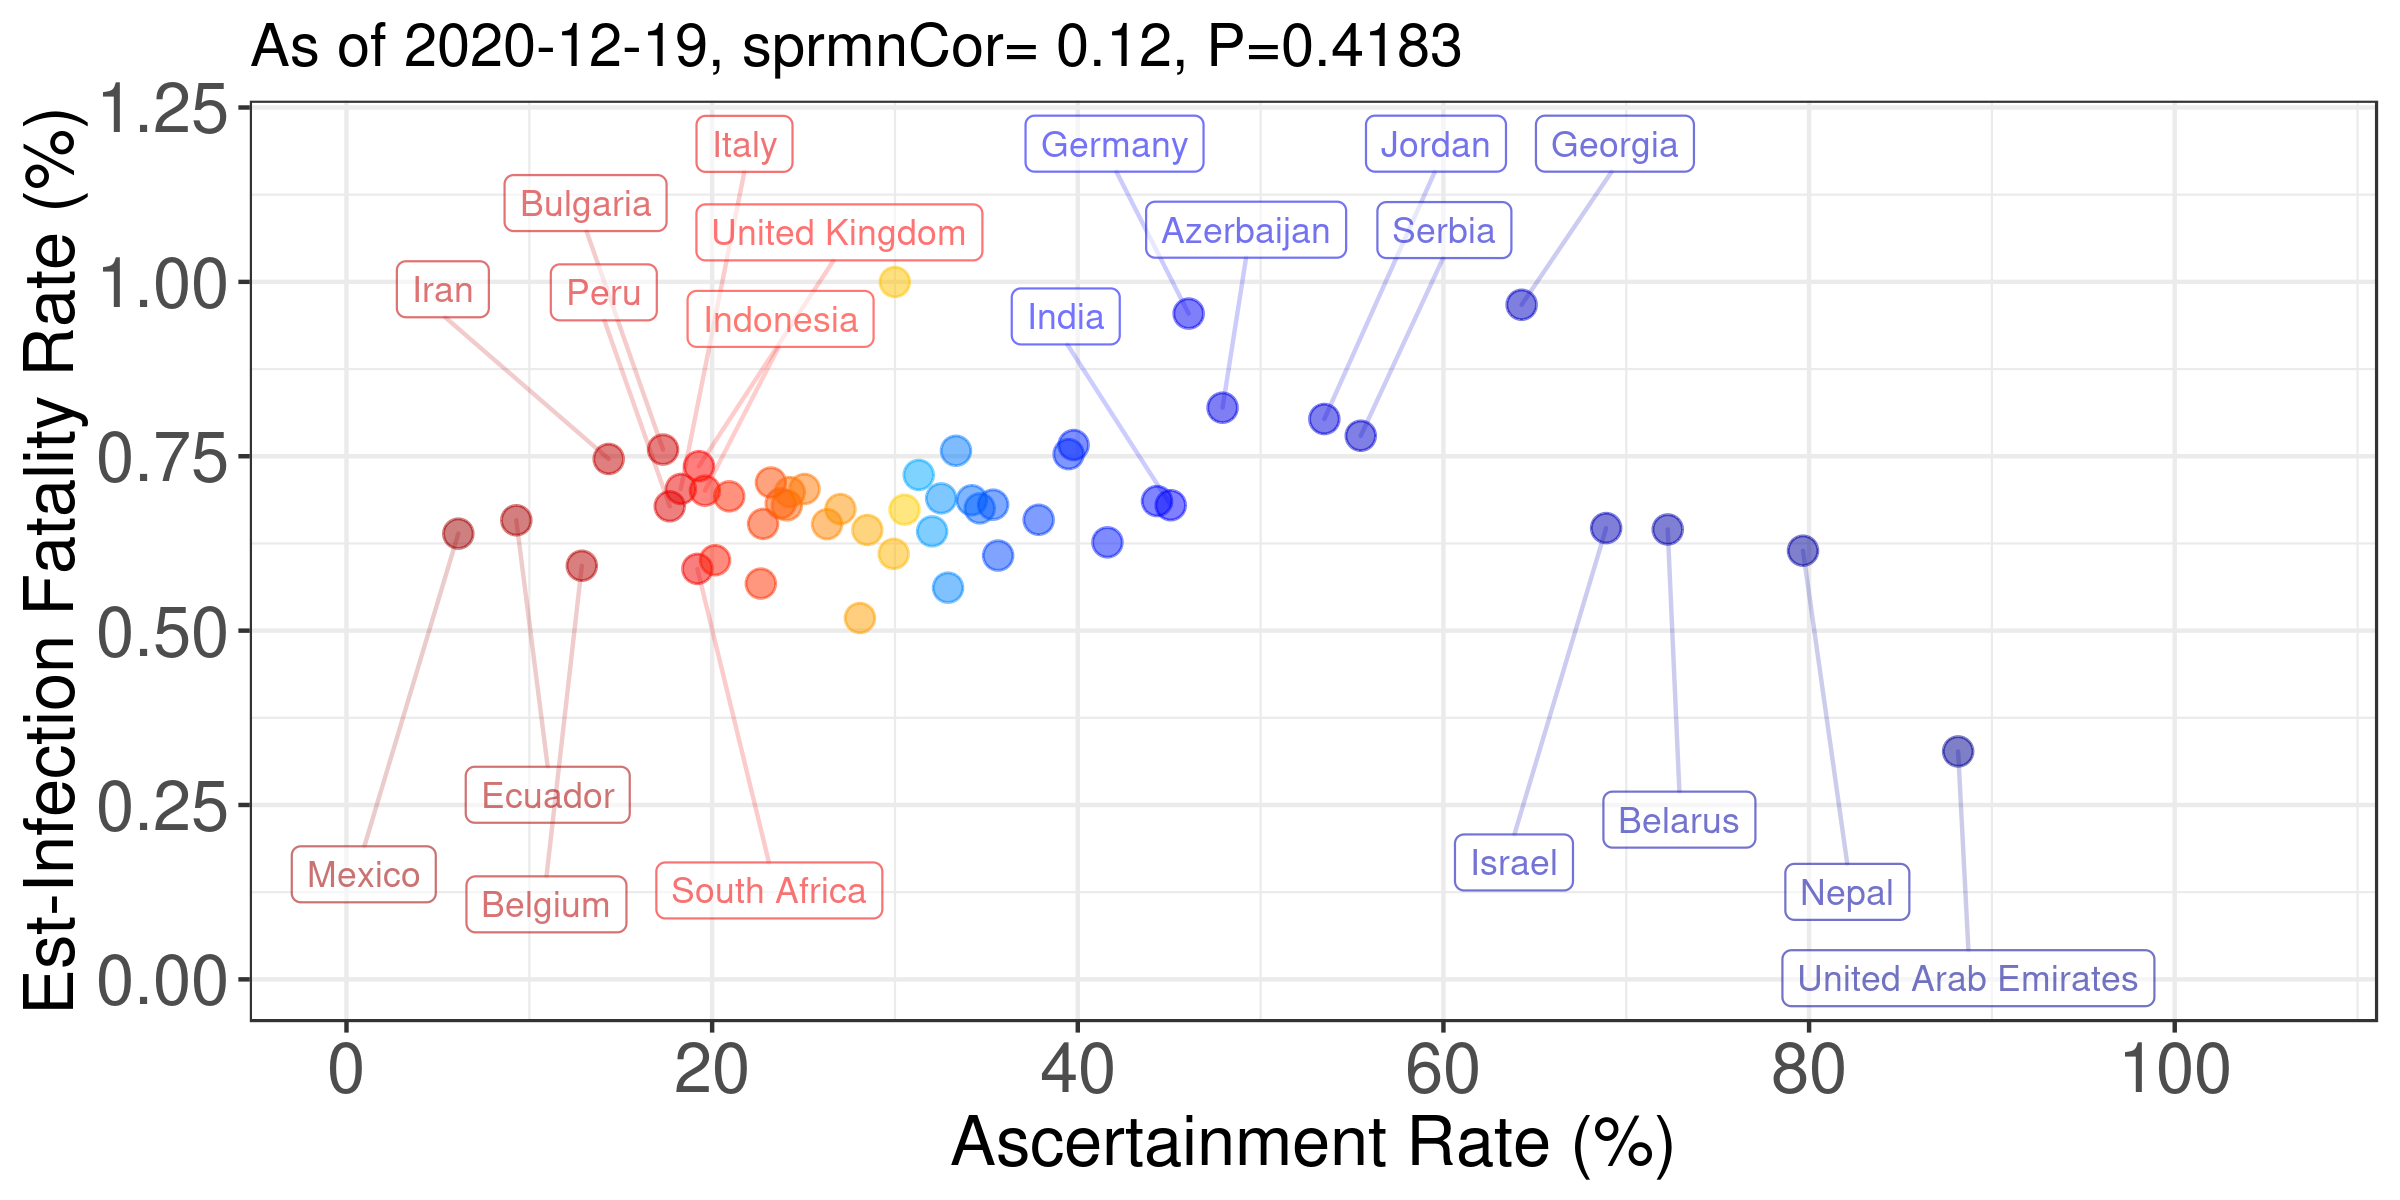 As of 2020-12-19, sprmnCor= 0.12, P=0.4183
Est-Infection Fatality Rate (%)
1.25
1.00
0.75
0.50
0.25
0.00
Italy
Germany
Jordan
Georgia
Bulgaria
United Kingdom
Azerbaijan
Serbia
Iran
Peru
Indonesia
India
Ecuador
Belarus
Mexico
Israel
Belgium
South Africa
Nepal
United Arab Emirates
0
20
40
60
80
100
Ascertainment Rate (%)